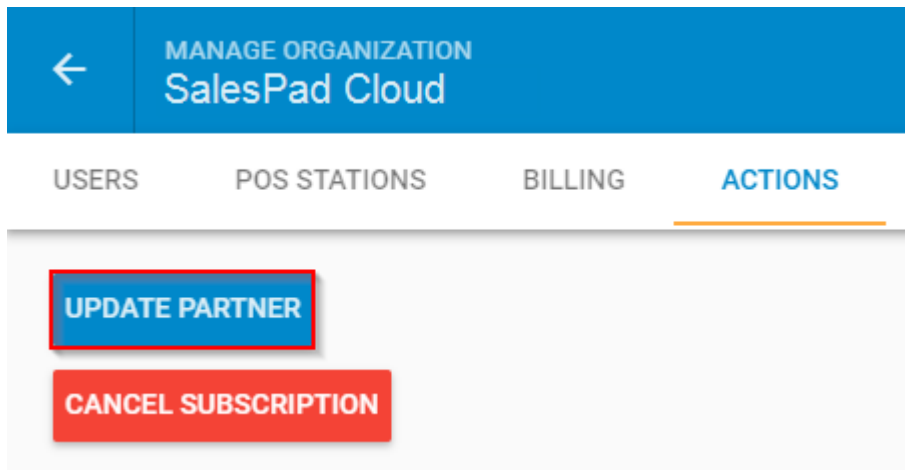 MANAGE ORGANIZATION
SalesPad Cloud
USERS POS STATIONS BILLING ACTIONS
UPDATE PARTNER
CANCEL SUBSCRIPTION